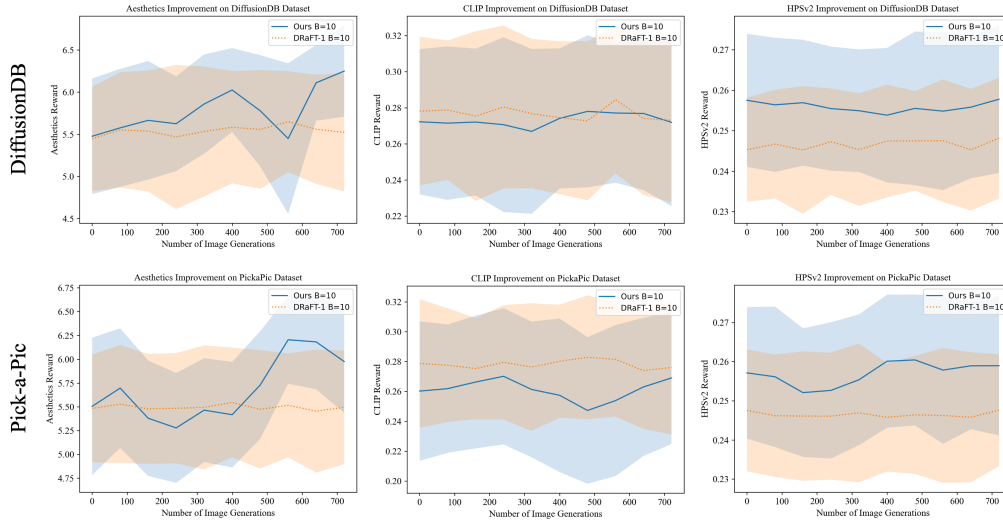 DiffusionDB
Aesthetics Improvement on DiffusionDB Dataset
Aesthetics Reward
6.5
6.0
5.5
5.0
4.5
0 100 200 300 400 500 600 700
Number of Image Generations
Ours B=10
DRaFT-1 B=10
CLIP Improvement on DiffusionDB Dataset
CLIP Reward
0.32
0.30
0.28
0.26
0.24
0.22
0 100 200 300 400 500 600 700
Number of Image Generations
Ours B=10
DRaFT-1 B=10
HPSv2 Improvement on DiffusionDB Dataset
HPSv2 Reward
0.27
0.26
0.25
0.24
0.23
0 100 200 300 400 500 600 700
Number of Image Generations
Ours B=10
DRaFT-1 B=10
Pick-a-Pic
Aesthetics Improvement on PickaPic Dataset
Aesthetics Reward
6.75
6.50
6.25
6.00
5.75
5.50
5.25
5.00
4.75
0 100 200 300 400 500 600 700
Number of Image Generations
Ours B=10
DRaFT-1 B=10
CLIP Improvement on PickaPic Dataset
CLIP Reward
0.32
0.30
0.28
0.26
0.24
0.22
0.20
0 100 200 300 400 500 600 700
Number of Image Generations
Ours B=10
DRaFT-1 B=10
HPSv2 Improvement on PickaPic Dataset
HPSv2 Reward
0.27
0.26
0.25
0.24
0.23
0 100 200 300 400 500 600 700
Number of Image Generations
Ours B=10
DRaFT-1 B=10